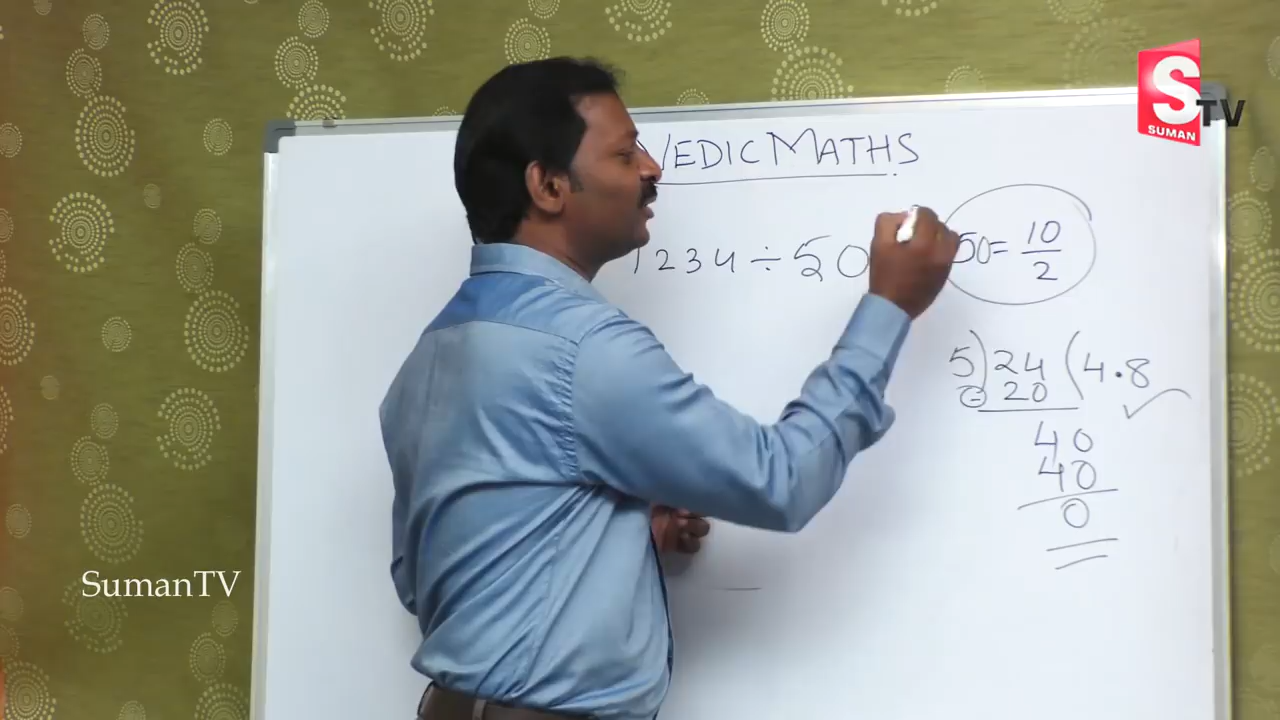 S TV
SUMAN
VEDIC MATHS
1234 ÷ 50
50 = 10/2
5) 24 (4.8
⊖ 20
40
40
0
SumanTV